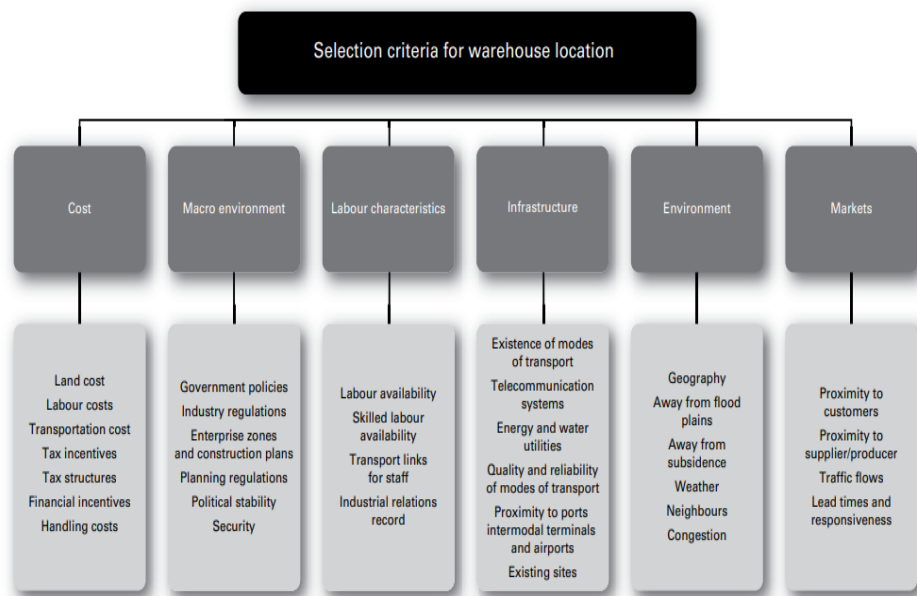 Selection criteria for warehouse location
Cost
Macro environment
Labour characteristics
Infrastructure
Environment
Markets
Land cost
Labour costs
Transportation cost
Tax incentives
Tax structures
Financial incentives
Handling costs
Government policies
Industry regulations
Enterprise zones
and construction plans
Planning regulations
Political stability
Security
Labour availability
Skilled labour
availability
Transport links
for staff
Industrial relations
record
Existence of modes
of transport
Telecommunication
systems
Energy and water
utilities
Quality and reliability
of modes of transport
Proximity to ports
intermodal terminals
and airports
Existing sites
Geography
Away from flood
plains
Away from
subsidence
Weather
Neighbours
Congestion
Proximity to
customers
Proximity to
supplier/producer
Traffic flows
Lead times and
responsiveness